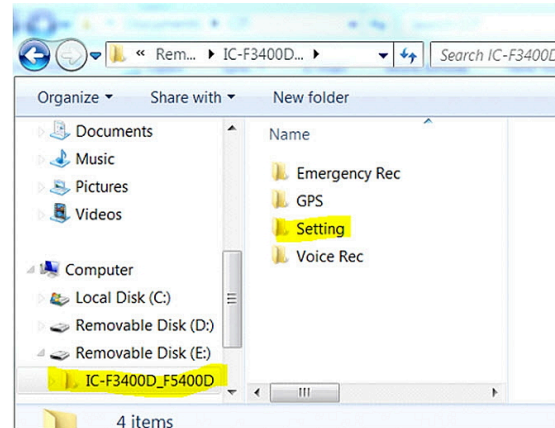 « Rem... ▸ IC-F3400D... ▸
Search IC-F3400D
Organize
Share with
New folder
Documents
Music
Pictures
Videos
Computer
Local Disk (C:)
Removable Disk (D:)
Removable Disk (E:)
IC-F3400D_F5400D
Name
Emergency Rec
GPS
Setting
Voice Rec
4 items